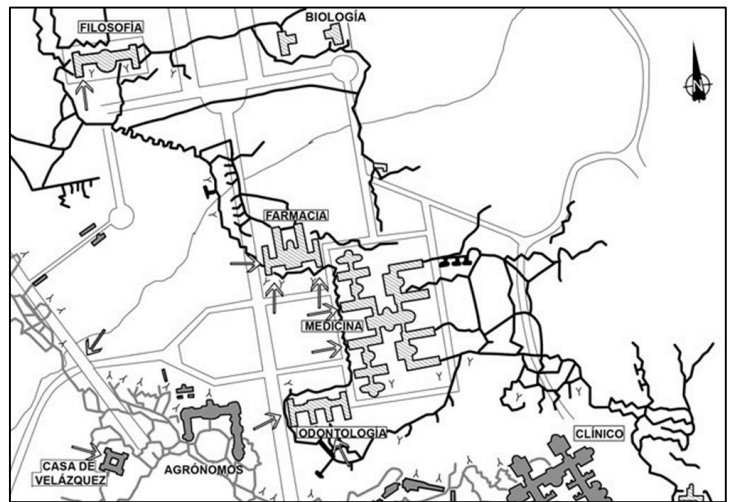 FILOSOFÍA
BIOLOGÍA
N
FARMACIA
MEDICINA
ODONTOLOGÍA
CLÍNICO
CASA DE
VELÁZQUEZ
AGRÓNOMOS